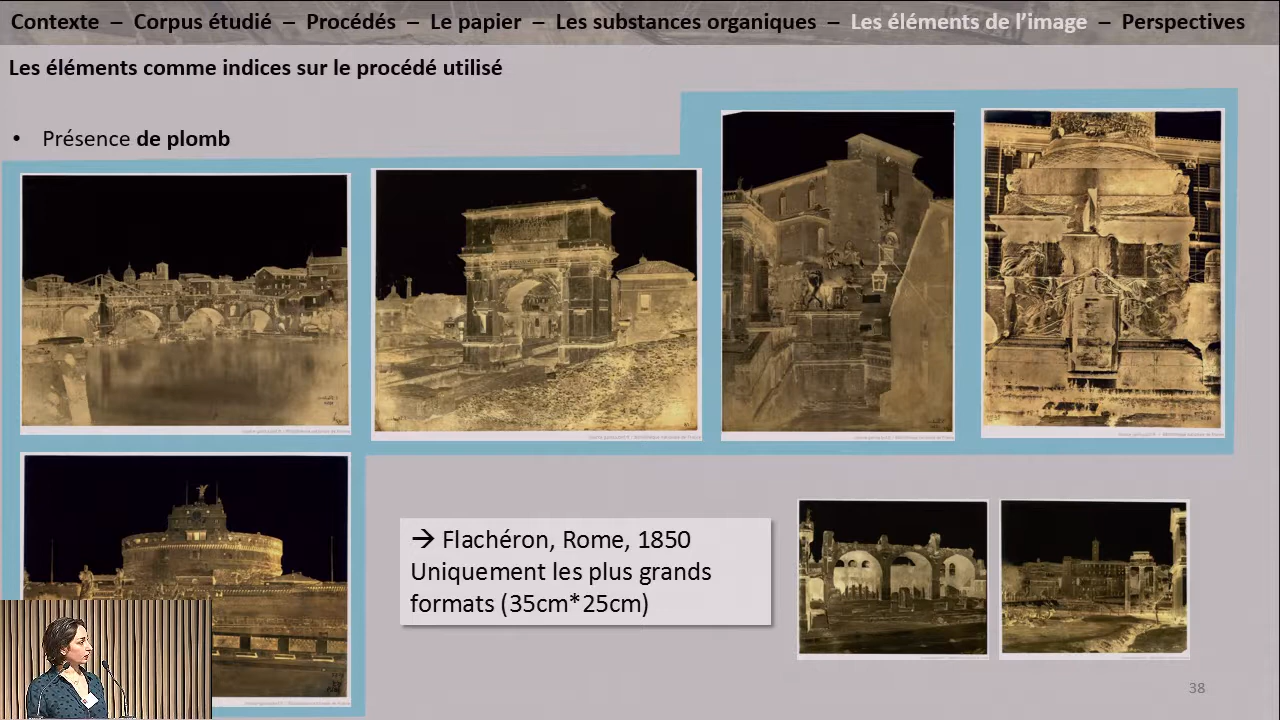 Contexte – Corpus étudié – Procédés – Le papier – Les substances organiques – Les éléments de l’image – Perspectives
Les éléments comme indices sur le procédé utilisé
• Présence de plomb
→ Flachéron, Rome, 1850
Uniquement les plus grands
formats (35cm*25cm)
38